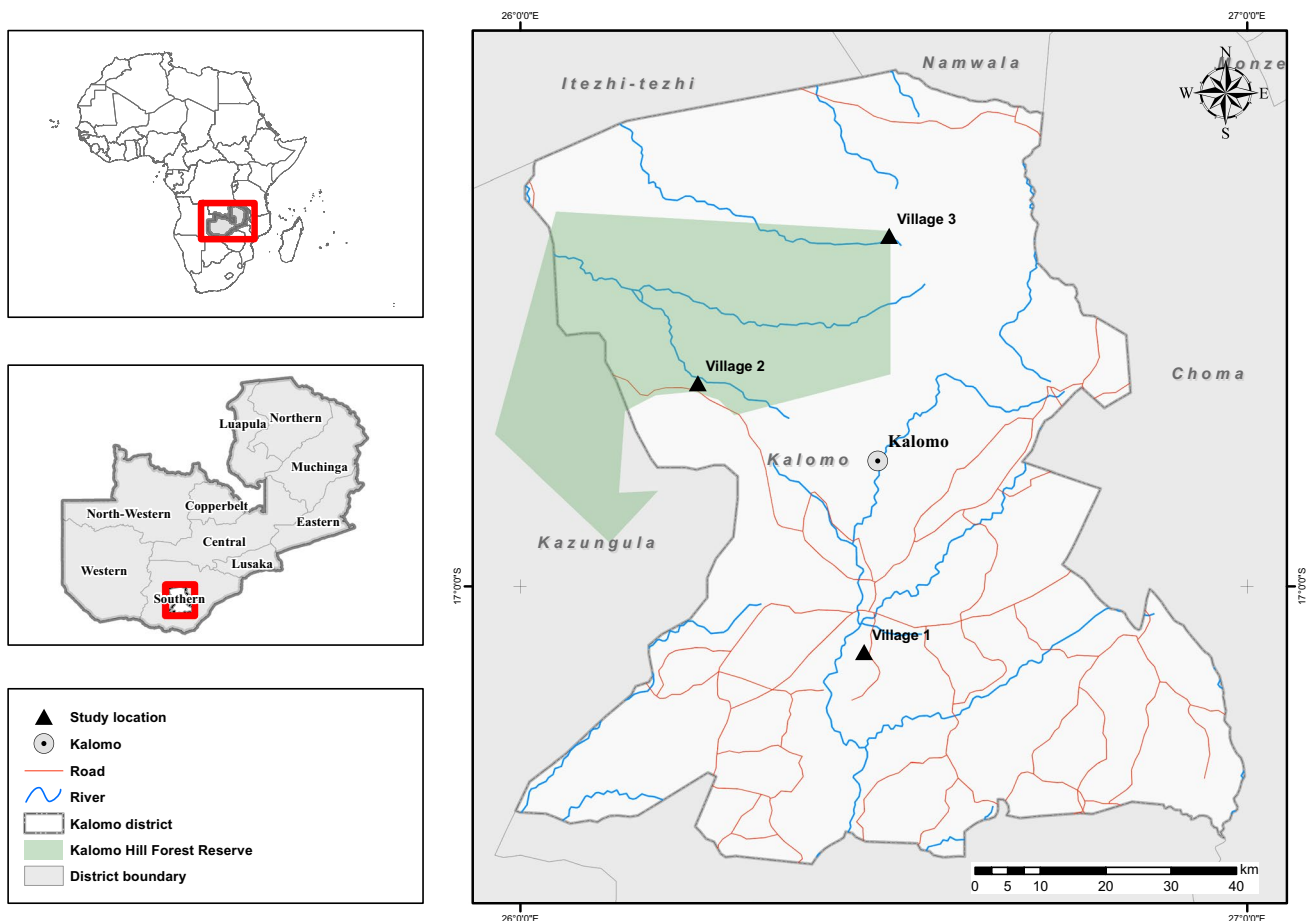 26°0'0"E
27°0'0"E
Itezhi-tezhi
Namwala
Monze
N
W
E
S
Village 3
Village 2
Choma
Kalomo
Kalomo
Kazungula
17°0'0"S
17°0'0"S
Village 1
km
0 5 10 20 30 40
26°0'0"E
27°0'0"E
Luapula
Northern
Muchinga
North-Western
Copperbelt
Eastern
Central
Western
Lusaka
Southern
Study location
Kalomo
Road
River
Kalomo district
Kalomo Hill Forest Reserve
District boundary